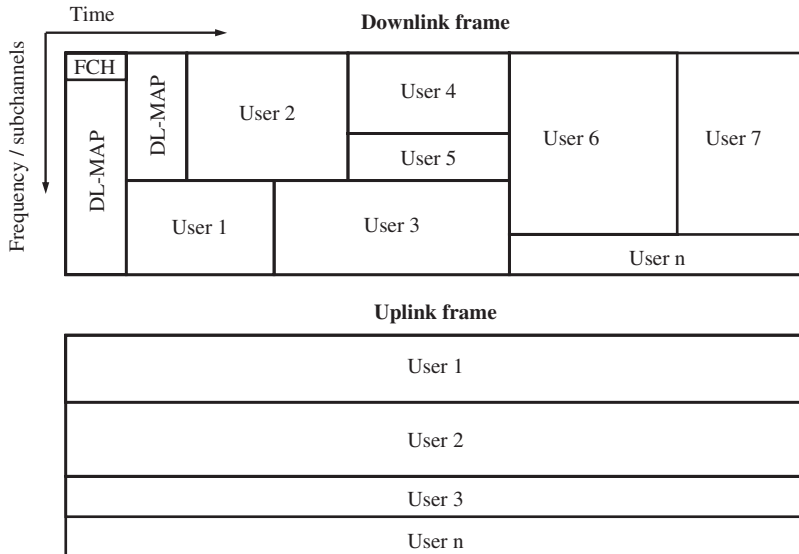 Time
Downlink frame
Frequency / subchannels
FCH
DL-MAP
DL-MAP
User 2
User 4
User 5
User 6
User 7
User 1
User 3
User n
Uplink frame
User 1
User 2
User 3
User n